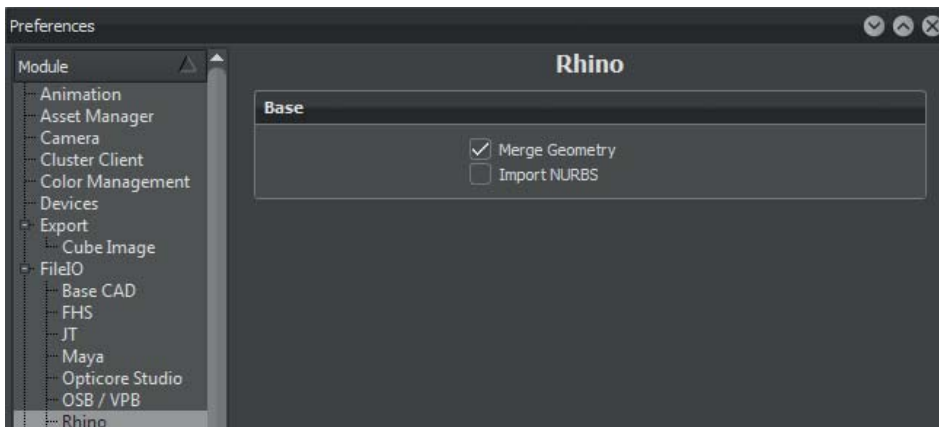 Preferences
Module
Animation
Asset Manager
Camera
Cluster Client
Color Management
Devices
Export
Cube Image
FileIO
Base CAD
FHS
JT
Maya
Opticore Studio
OSB / VPB
Rhino
Rhino
Base
Merge Geometry
Import NURBS